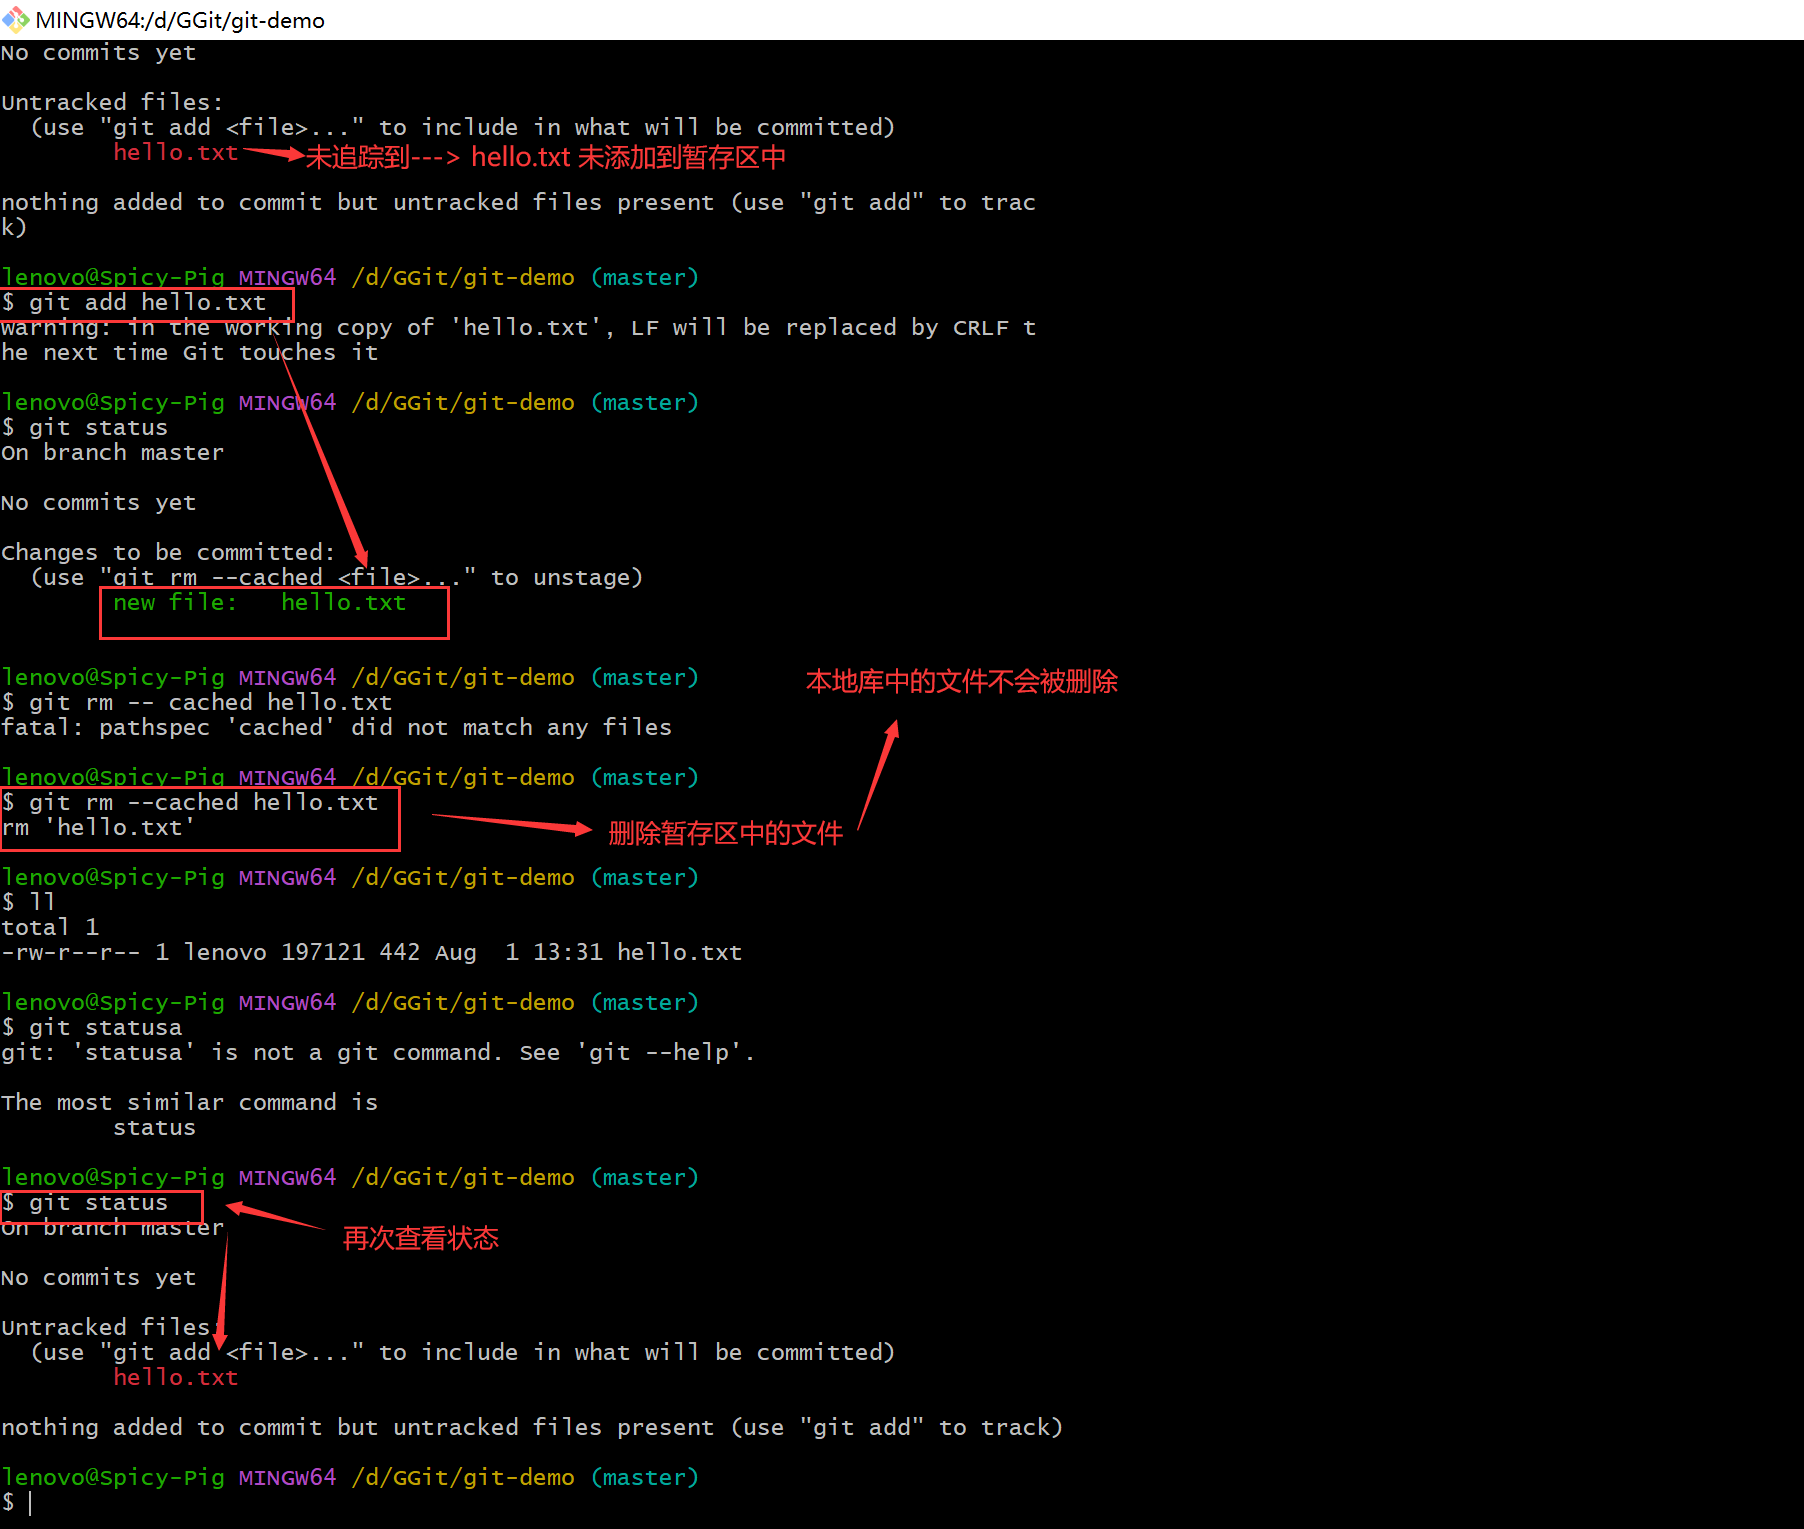 MINGW64:/d/GGit/git-demo
No commits yet
Untracked files:
(use "git add <file>..." to include in what will be committed)
hello.txt 未追踪到---> hello.txt 未添加到暂存区中
nothing added to commit but untracked files present (use "git add" to trac
k)
lenovo@Spicy-Pig MINGW64 /d/GGit/git-demo (master)
$ git add hello.txt
warning: in the working copy of 'hello.txt', LF will be replaced by CRLF t
he next time Git touches it
lenovo@Spicy-Pig MINGW64 /d/GGit/git-demo (master)
$ git status
On branch master
No commits yet
Changes to be committed:
(use "git rm --cached <file>..." to unstage)
new file:   hello.txt
lenovo@Spicy-Pig MINGW64 /d/GGit/git-demo (master)
本地库中的文件不会被删除
$ git rm -- cached hello.txt
fatal: pathspec 'cached' did not match any files
lenovo@Spicy-Pig MINGW64 /d/GGit/git-demo (master)
$ git rm --cached hello.txt
rm 'hello.txt'
删除暂存区中的文件
lenovo@Spicy-Pig MINGW64 /d/GGit/git-demo (master)
$ ll
total 1
-rw-r--r-- 1 lenovo 197121 442 Aug  1 13:31 hello.txt
lenovo@Spicy-Pig MINGW64 /d/GGit/git-demo (master)
$ git statusa
git: 'statusa' is not a git command. See 'git --help'.
The most similar command is
status
lenovo@Spicy-Pig MINGW64 /d/GGit/git-demo (master)
$ git status
On branch master
再次查看状态
No commits yet
Untracked files:
(use "git add <file>..." to include in what will be committed)
hello.txt
nothing added to commit but untracked files present (use "git add" to track)
lenovo@Spicy-Pig MINGW64 /d/GGit/git-demo (master)
$